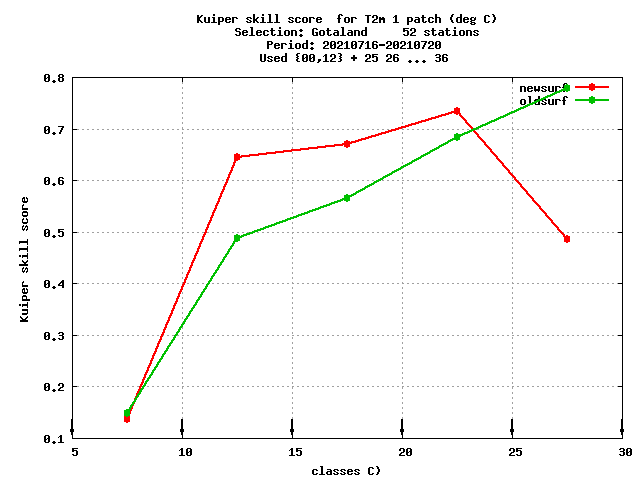 Kuiper skill score  for T2m 1 patch (deg C)
Selection: Gotaland     52 stations
Period: 20210716-20210720
Used {00,12} + 25 26 ... 36
0.8
newsurf
oldsurf
0.7
0.6
0.5
Kuiper skill score
0.4
0.3
0.2
0.1
5 10 15 20 25 30
classes C)